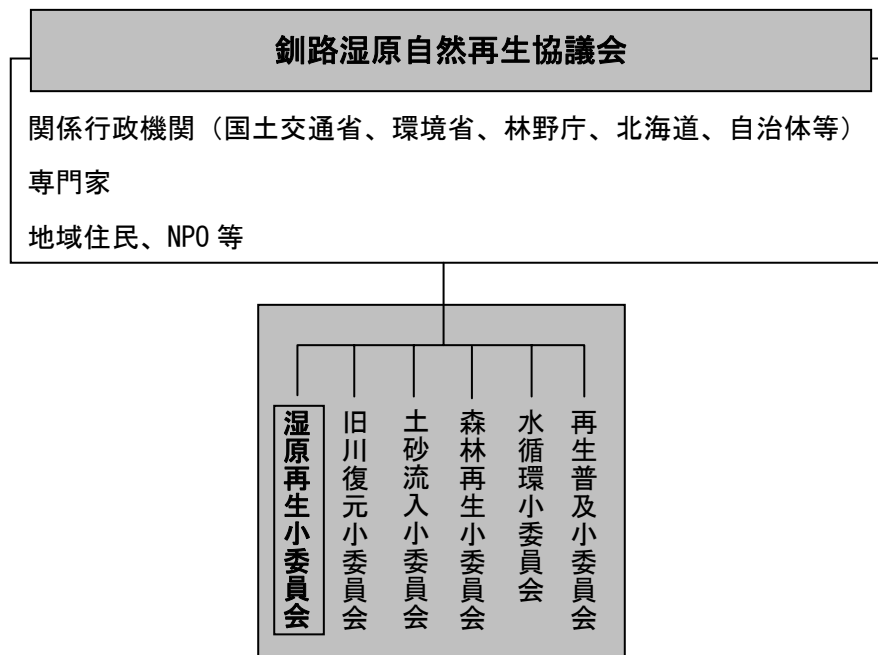 釧路湿原自然再生協議会
関係行政機関（国土交通省、環境省、林野庁、北海道、自治体等）
専門家
地域住民、NPO 等
湿原再生小委員会
旧川復元小委員会
土砂流入小委員会
森林再生小委員会
水循環小委員会
再生普及小委員会